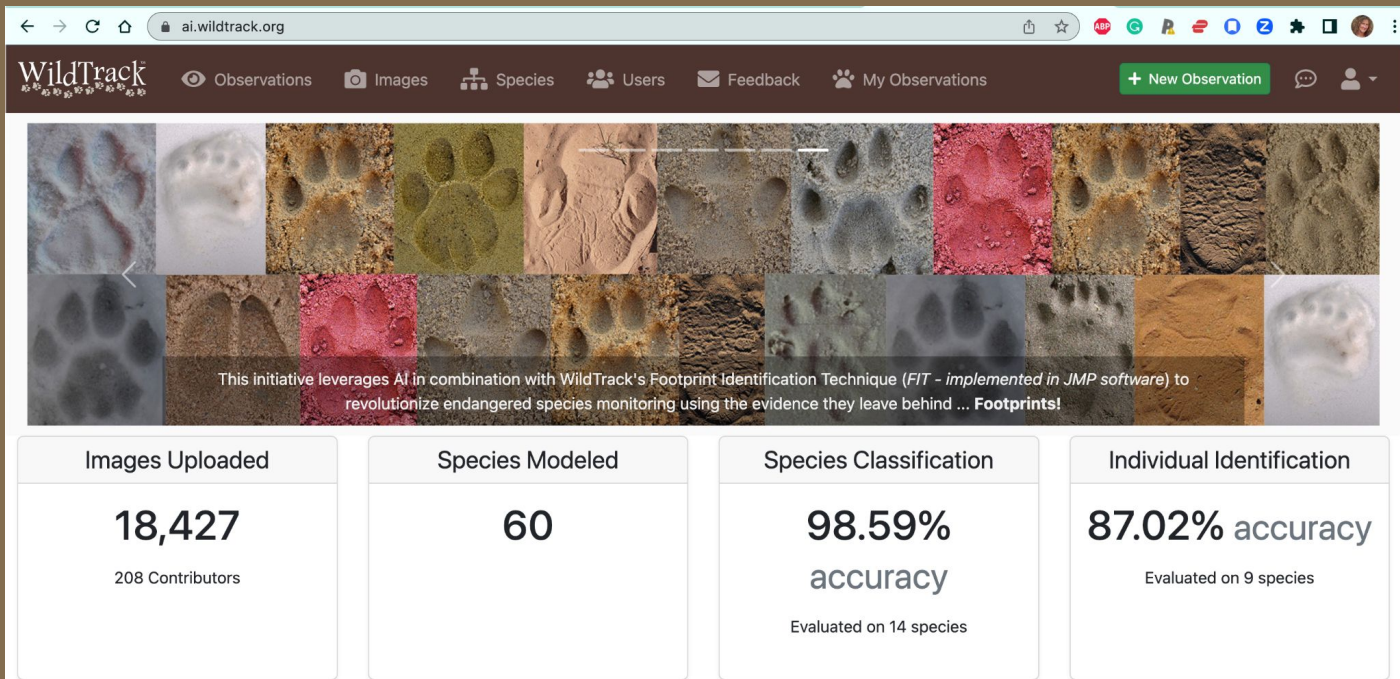 ai.wildtrack.org
ABP
WildTrack
Observations
Images
Species
Users
Feedback
My Observations
+ New Observation
This initiative leverages AI in combination with WildTrack's Footprint Identification Technique (FIT - implemented in JMP software) to
revolutionize endangered species monitoring using the evidence they leave behind ... Footprints!
Images Uploaded
18,427
208 Contributors
Species Modeled
60
Species Classification
98.59%
accuracy
Evaluated on 14 species
Individual Identification
87.02% accuracy
Evaluated on 9 species